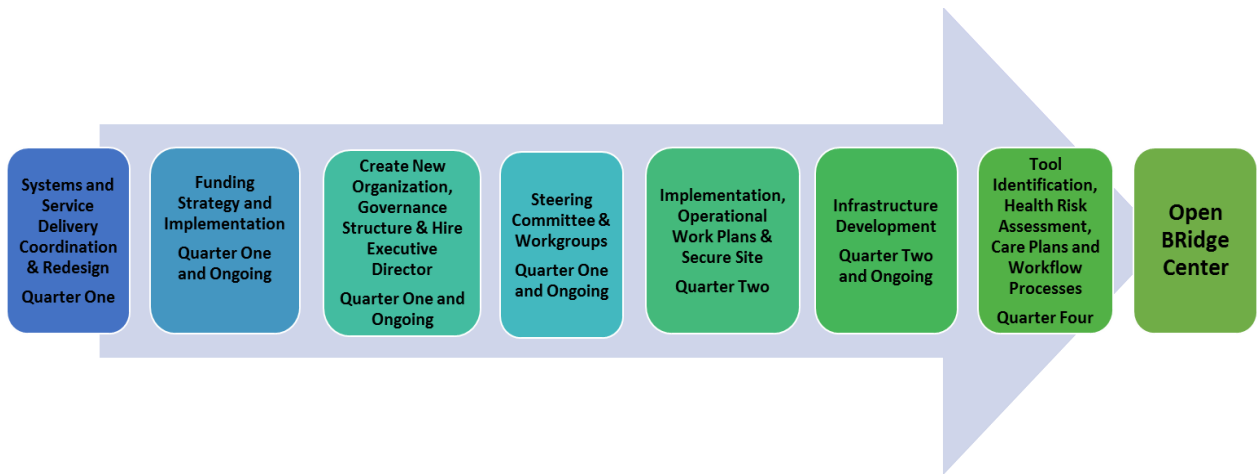 Systems and
Service
Delivery
Coordination
& Redesign
Quarter One
Funding
Strategy and
Implementation
Quarter One
and Ongoing
Create New
Organization,
Governance
Structure & Hire
Executive
Director
Quarter One and
Ongoing
Steering
Committee &
Workgroups
Quarter One
and Ongoing
Implementation,
Operational
Work Plans &
Secure Site
Quarter Two
Infrastructure
Development
Quarter Two
and Ongoing
Tool
Identification,
Health Risk
Assessment,
Care Plans and
Workflow
Processes
Quarter Four
Open
BRidge
Center